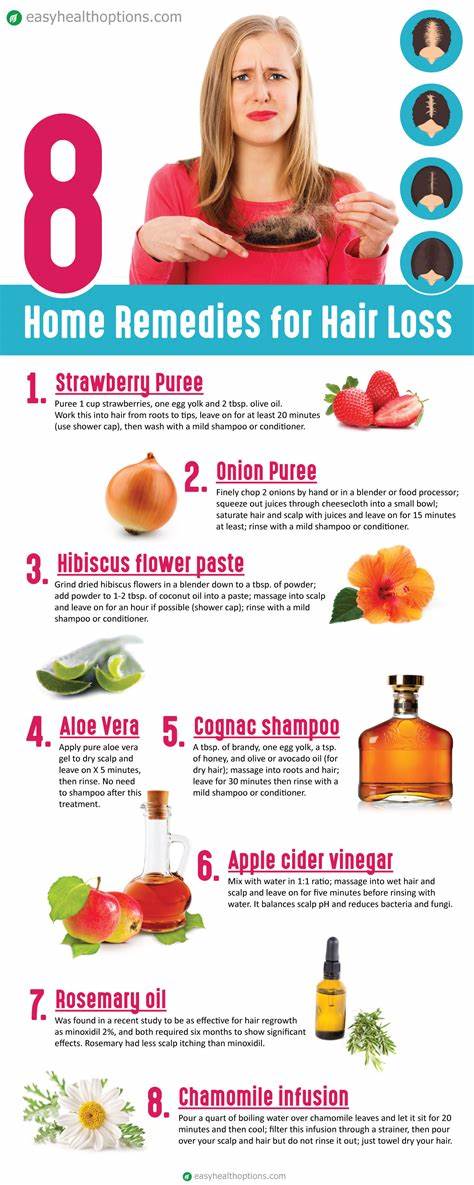 easyhealthoptions.com
8
Home Remedies for Hair Loss
1. Strawberry Puree
Puree 1 cup strawberries, one egg yolk and 2 tbsp. olive oil.
Work this into hair from roots to tips, leave on for at least 20 minutes
(use shower cap), then wash with a mild shampoo or conditioner.
2. Onion Puree
Finely chop 2 onions by hand or in a blender or food processor;
squeeze out juices through cheesecloth into a small bowl;
saturate hair and scalp with juices and leave on for 15 minutes
at least; rinse with a mild shampoo or conditioner.
3. Hibiscus flower paste
Grind dried hibiscus flowers in a blender down to a tbsp. of powder;
add powder to 1-2 tbsp. of coconut oil into a paste; massage into scalp
and leave on for an hour if possible (shower cap); rinse with a mild
shampoo or conditioner.
4. Aloe Vera
Apply pure aloe vera
gel to dry scalp and
leave on X 5 minutes,
then rinse. No need
to shampoo after this
treatment.
5. Cognac shampoo
A tbsp. of brandy, one egg yolk, a tsp.
of honey, and olive or avocado oil (for
dry hair); massage into roots and hair;
leave for 30 minutes then rinse with a
mild shampoo or conditioner.
6. Apple cider vinegar
Mix with water in 1:1 ratio; massage into wet hair and
scalp and leave on for five minutes before rinsing with
water. It balances scalp pH and reduces bacteria and fungi.
7. Rosemary oil
Was found in a recent study to be as effective for hair regrowth
as minoxidil 2%, and both required six months to show significant
effects. Rosemary had less scalp itching than minoxidil.
8. Chamomile infusion
Pour a quart of boiling water over chamomile leaves and let it sit for 20
minutes and then cool; filter this infusion through a strainer, then pour
over your scalp and hair but do not rinse it out; just towel dry your hair.
easyhealthoptions.com